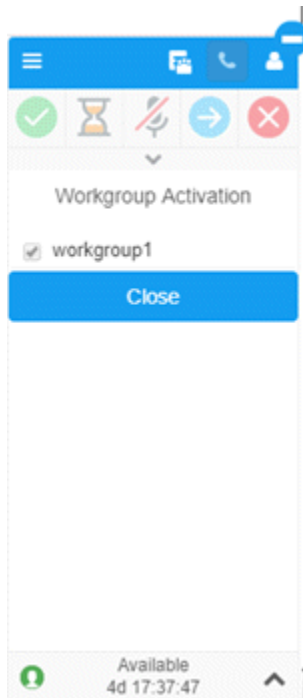 Workgroup Activation
workgroup1
Close
Available
4d 17:37:47